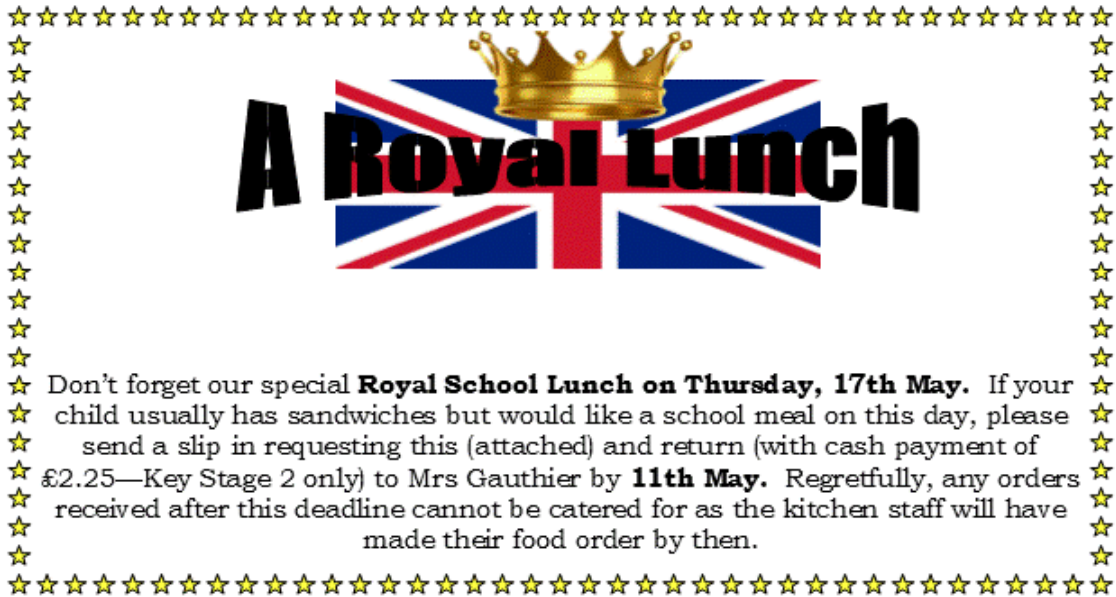 A Royal Lunch
Don't forget our special Royal School Lunch on Thursday, 17th May. If your
child usually has sandwiches but would like a school meal on this day, please
send a slip in requesting this (attached) and return (with cash payment of
£2.25—Key Stage 2 only) to Mrs Gauthier by 11th May. Regretfully, any orders
received after this deadline cannot be catered for as the kitchen staff will have
made their food order by then.